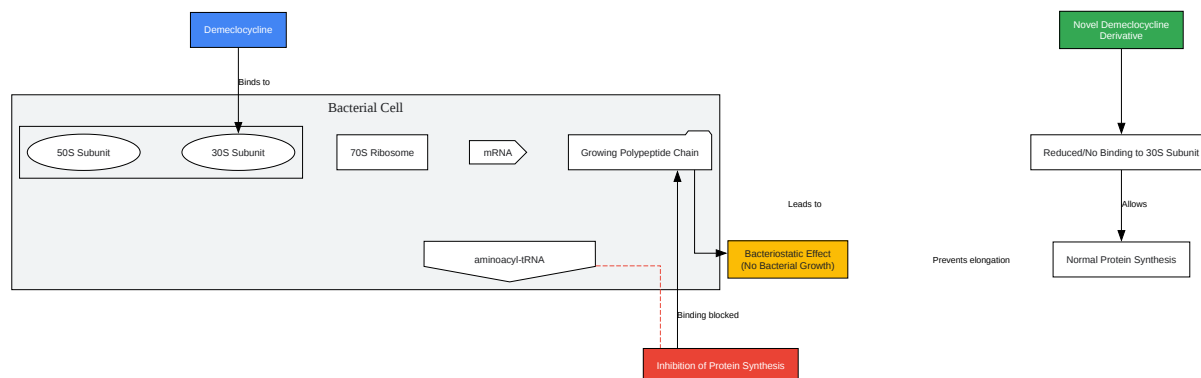 Demeclocycline
Novel Demeclocycline
Derivative
Binds to
Bacterial Cell
50S Subunit
30S Subunit
70S Ribosome
mRNA
Growing Polypeptide Chain
Reduced/No Binding to 30S Subunit
Leads to
Allows
aminoacyl-tRNA
Bacteriostatic Effect
(No Bacterial Growth)
Prevents elongation
Normal Protein Synthesis
Binding blocked
Inhibition of Protein Synthesis